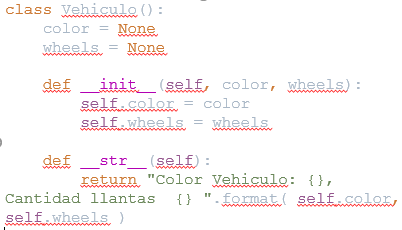 class Vehiculo():
    color = None
    wheels = None

    def __init__(self, color, wheels):
        self.color = color
        self.wheels = wheels

    def __str__(self):
        return "Color Vehiculo: {},
Cantidad llantas  {} ".format( self.color,
self.wheels )